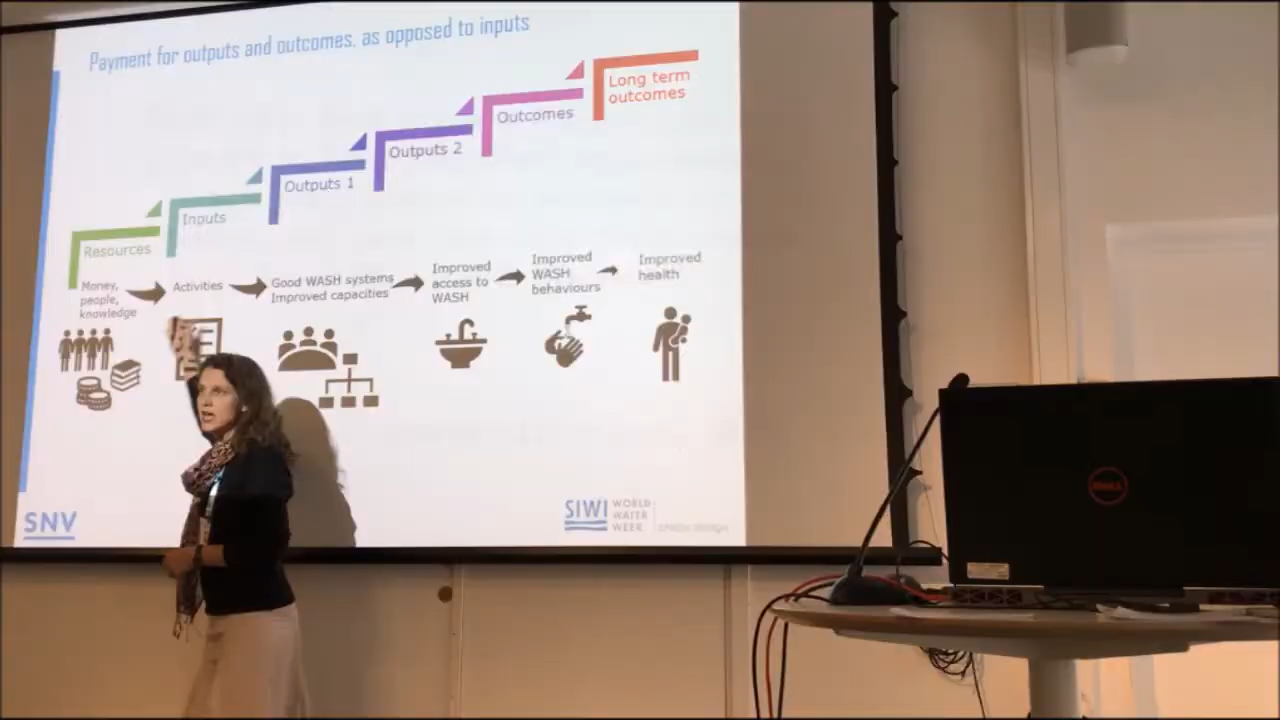 Payment for outputs and outcomes, as opposed to inputs
Long term
outcomes
Outcomes
Outputs 2
Outputs 1
Inputs
Resources
Money,
people,
knowledge
Activities
Good WASH systems
Improved capacities
Improved
access to
WASH
Improved
WASH
behaviours
Improved
health
SNV
SIWI
WORLD
WATER
WEEK
DELL